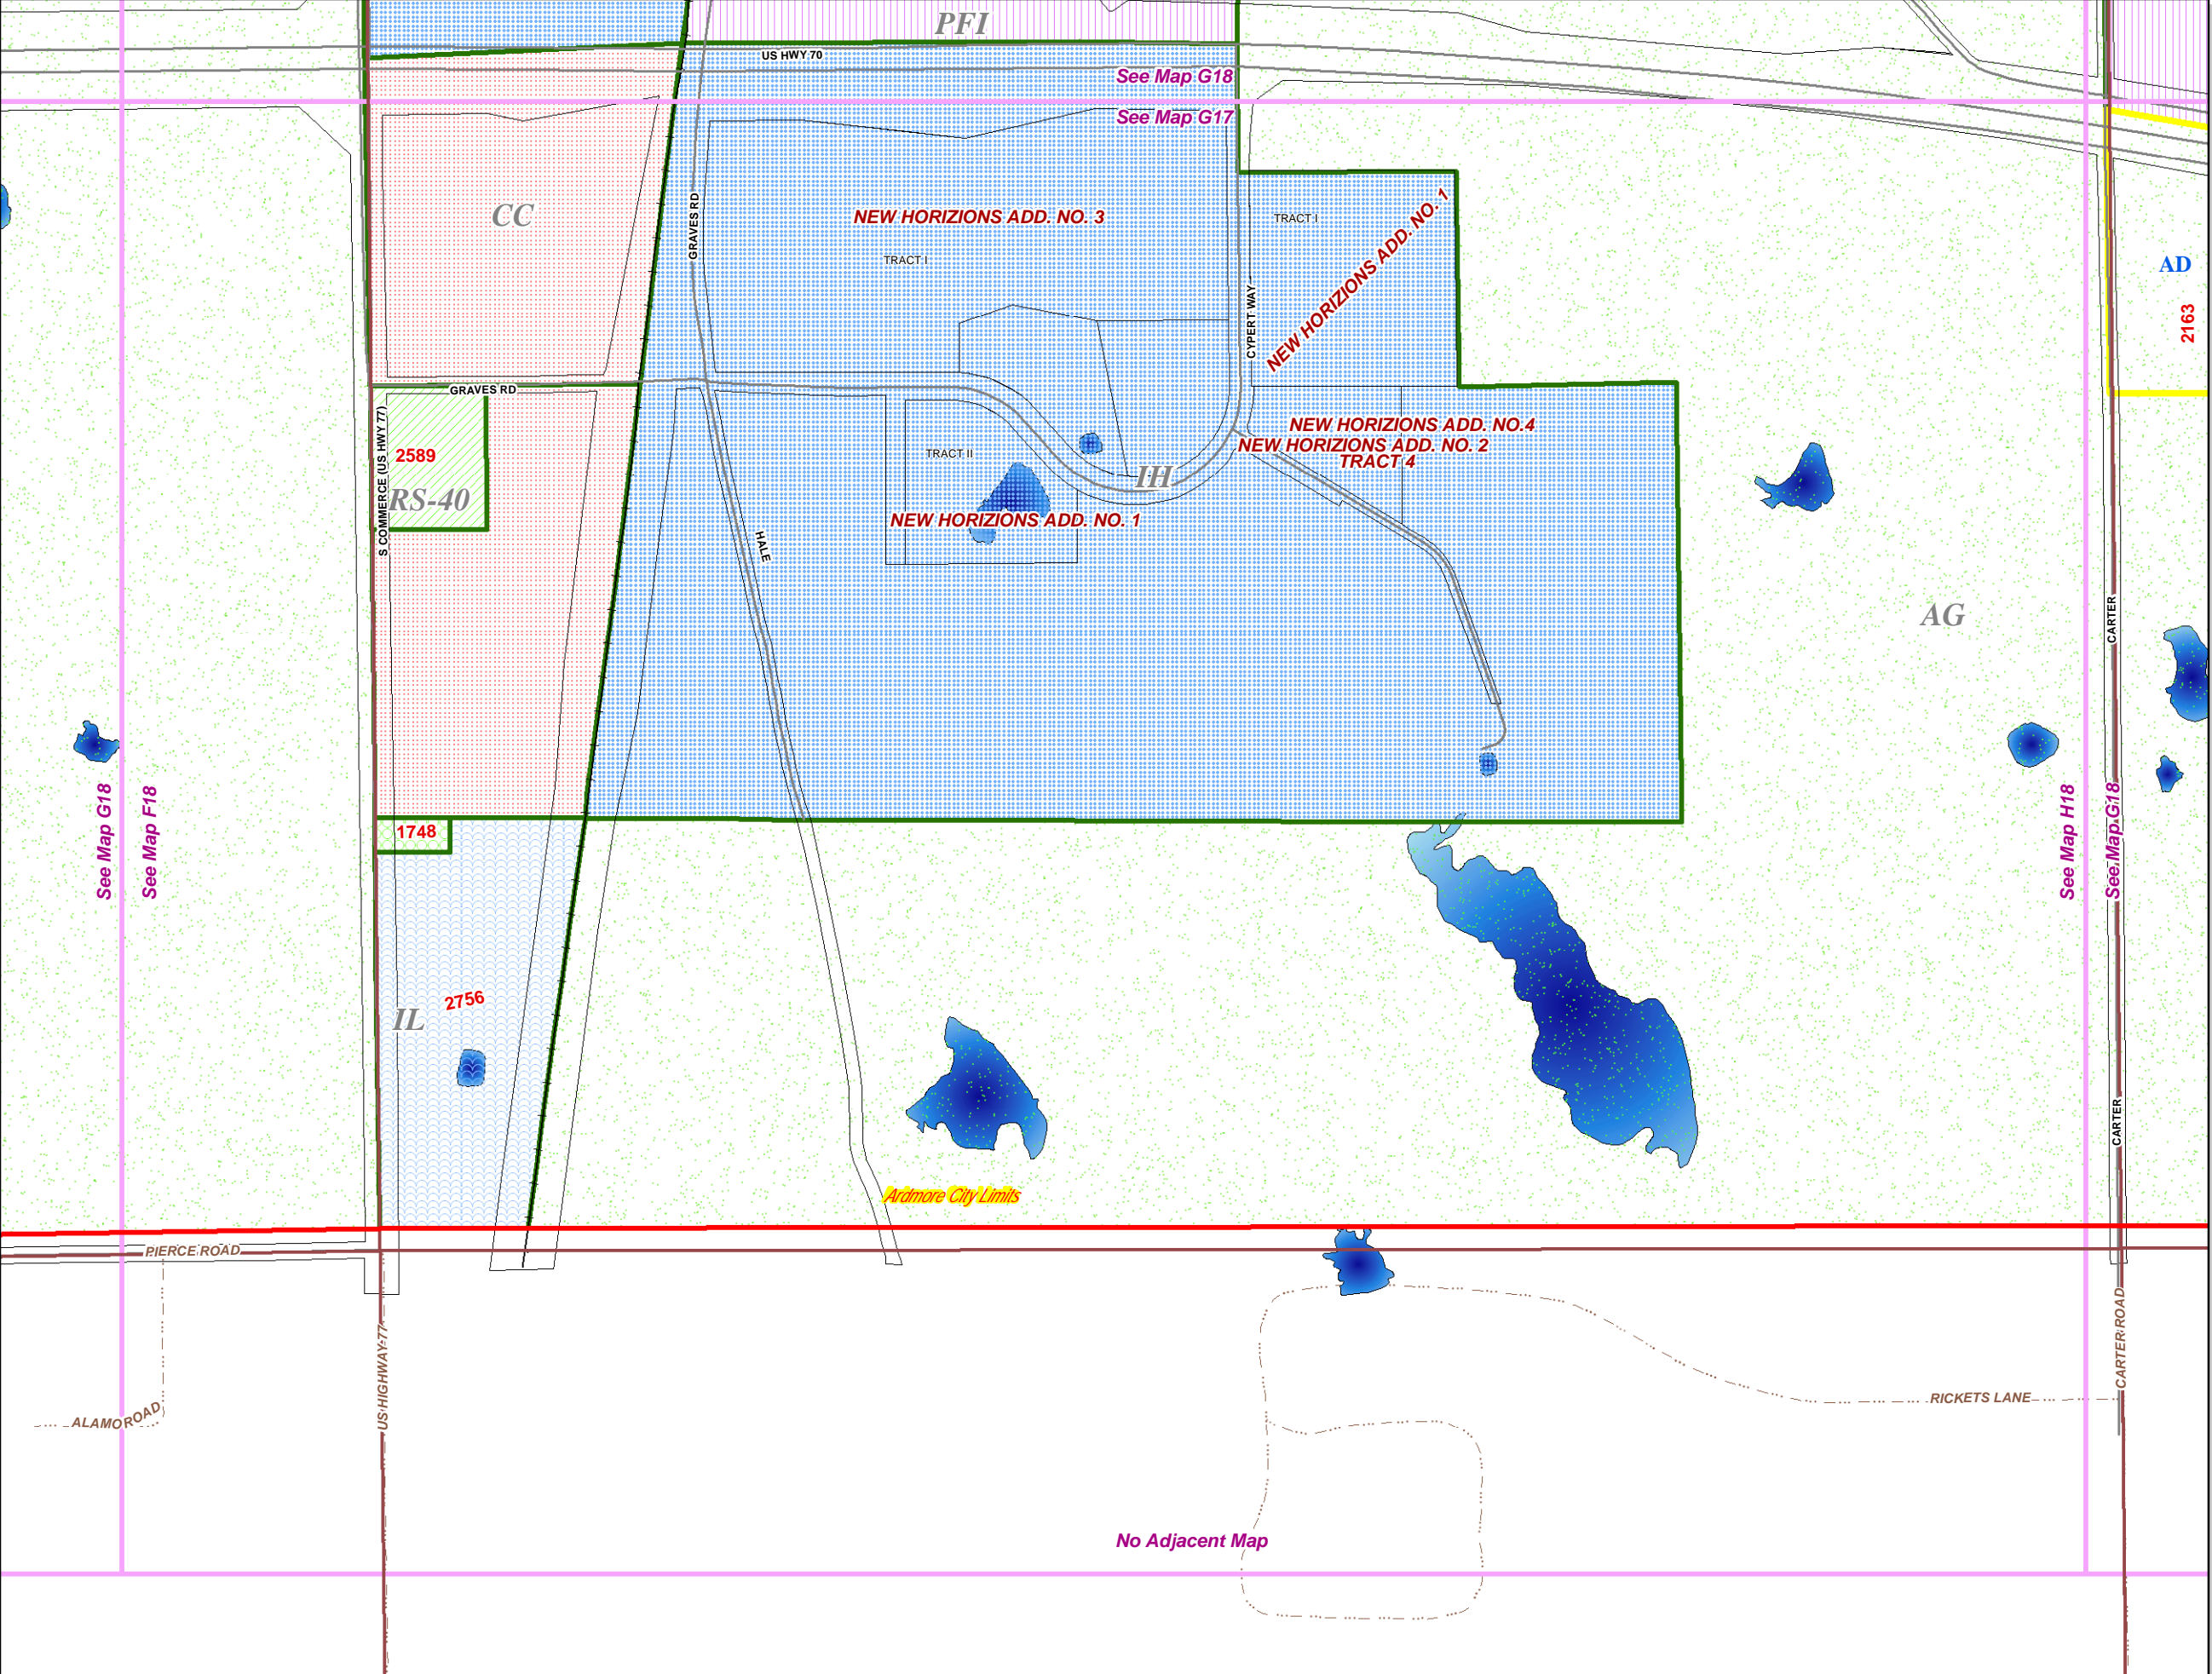 PFI
US HWY 70
See Map G18
See Map G17
CC
GRAVES RD
NEW HORIZIONS ADD. NO. 3
TRACT I
TRACT I
NEW HORIZIONS ADD. NO. 1
CYPERT WAY
AD
2163
GRAVES RD
S COMMERCE (US HWY 77)
2589
RS-40
TRACT II
IH
NEW HORIZIONS ADD. NO.4
NEW HORIZIONS ADD. NO. 2
TRACT 4
NEW HORIZIONS ADD. NO. 1
HALE
AG
CARTER
See Map G18
See Map F18
1748
See Map H18
See Map G18
2756
IL
CARTER
Ardmore City Limits
PIERCE ROAD
US HIGHWAY 77
CARTER ROAD
ALAMO ROAD
RICKETS LANE
No Adjacent Map